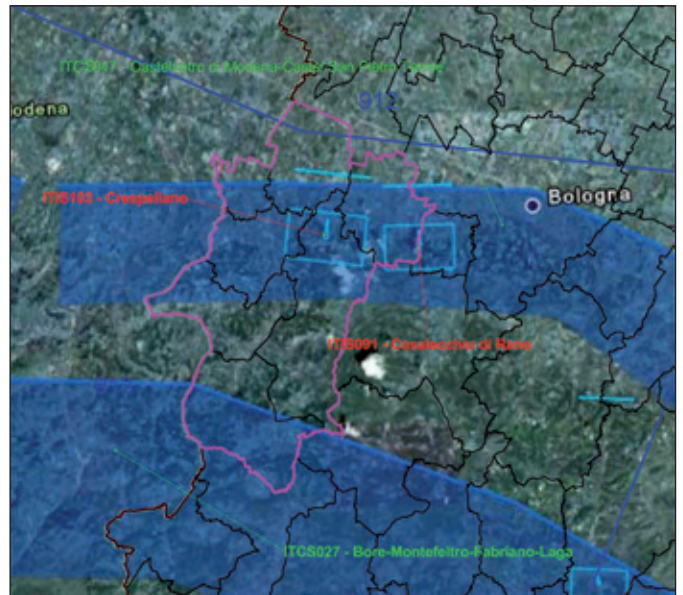 ITCS047 - Castelvetro di Modena-Castel San Pietro Terme
912
odena
ITIS103 - Crespellano
Bologna
ITIS091 - Casalecchio di Reno
ITCS027 - Bore-Montefeltro-Fabriano-Laga